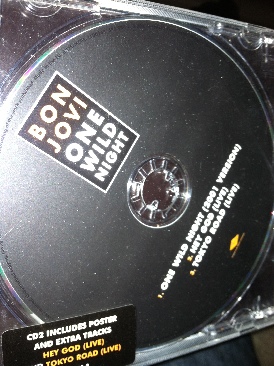 BON
JOVI
ONE
WILD
NIGHT
1. ONE WILD NIGHT (2001 VERSION)
2. HEY GOD (LIVE)
3. TOKYO ROAD (LIVE)
CD2 INCLUDES POSTER
AND EXTRA TRACKS
HEY GOD (LIVE)
TOKYO ROAD (LIVE)